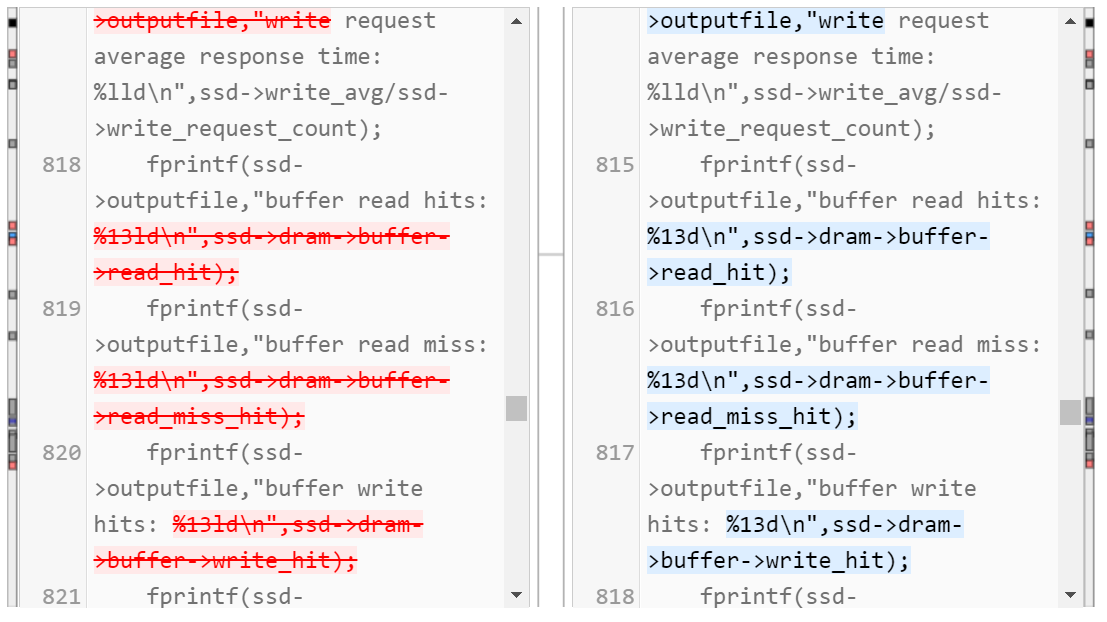 >outputfile,"write request
average response time:
%lld\n",ssd->write_avg/ssd-
>write_request_count);
818 fprintf(ssd-
>outputfile,"buffer read hits:
%13ld\n",ssd->dram->buffer-
>read_hit);
819 fprintf(ssd-
>outputfile,"buffer read miss:
%13ld\n",ssd->dram->buffer-
>read_miss_hit);
820 fprintf(ssd-
>outputfile,"buffer write
hits: %13ld\n",ssd->dram-
>buffer->write_hit);
821 fprintf(ssd-
>outputfile,"write request
average response time:
%lld\n",ssd->write_avg/ssd-
>write_request_count);
815 fprintf(ssd-
>outputfile,"buffer read hits:
%13d\n",ssd->dram->buffer-
>read_hit);
816 fprintf(ssd-
>outputfile,"buffer read miss:
%13d\n",ssd->dram->buffer-
>read_miss_hit);
817 fprintf(ssd-
>outputfile,"buffer write
hits: %13d\n",ssd->dram-
>buffer->write_hit);
818 fprintf(ssd-